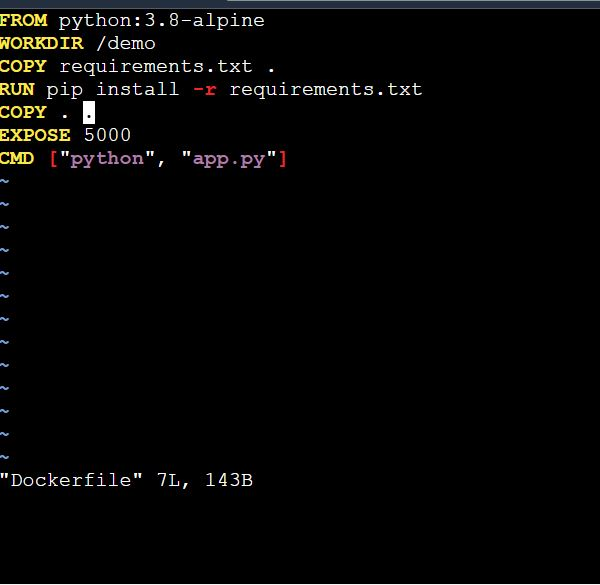 FROM python:3.8-alpine
WORKDIR /demo
COPY requirements.txt .
RUN pip install -r requirements.txt
COPY . .
EXPOSE 5000
CMD ["python", "app.py"]
~
~
~
~
~
~
~
~
~
~
~
~
~
"Dockerfile" 7L, 143B